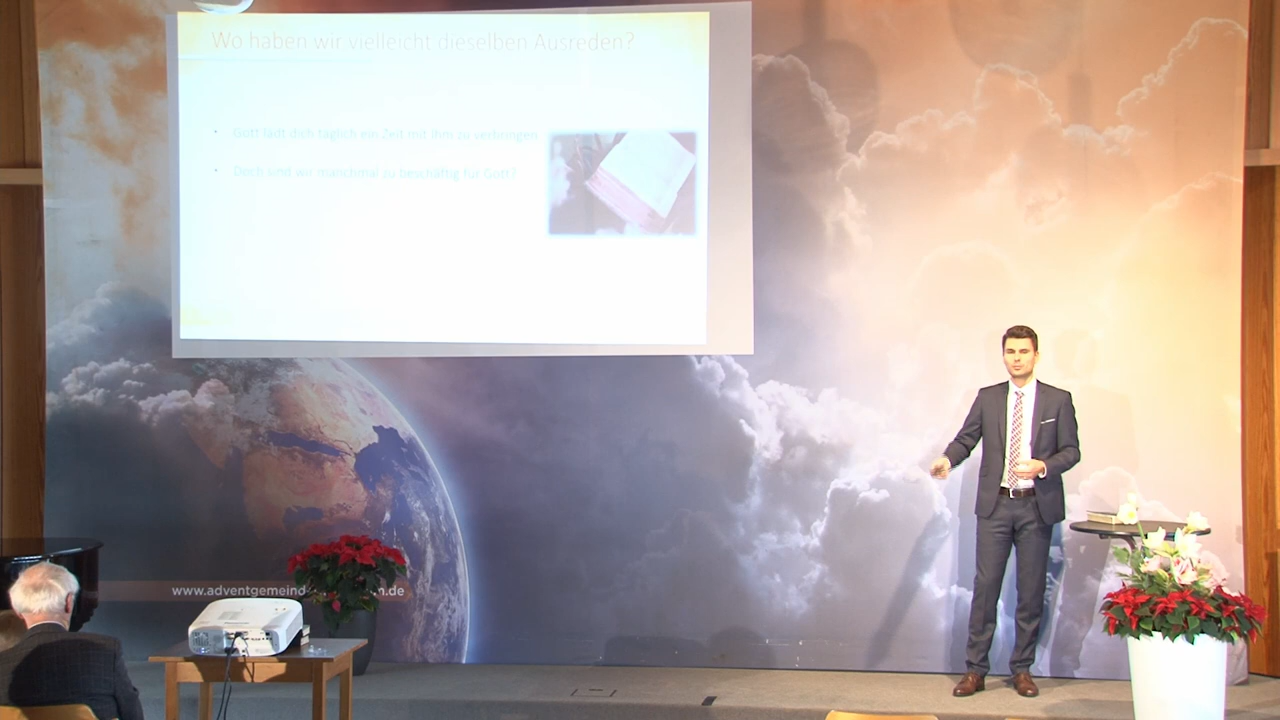 Wo haben wir vielleicht dieselben Ausreden?
• Gott lädt dich täglich ein Zeit mit Ihm zu verbringen
• Doch sind wir manchmal zu beschäftig für Gott?
www.adventgemeind m.de